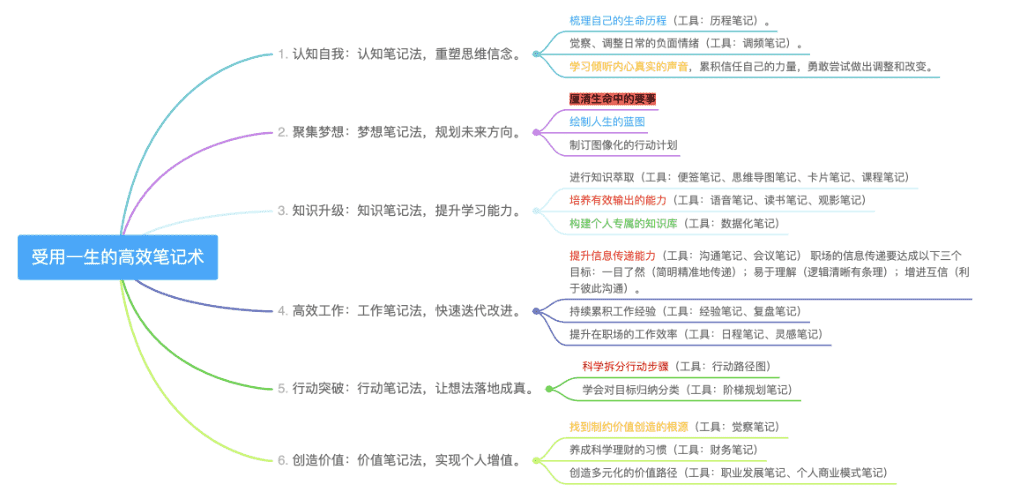 受用一生的高效笔记术
1. 认知自我：认知笔记法，重塑思维信念。
梳理自己的生命历程（工具：历程笔记）。
觉察、调整日常的负面情绪（工具：调频笔记）。
学习倾听内心真实的声音，累积信任自己的力量，勇敢尝试做出调整和改变。
2. 聚集梦想：梦想笔记法，规划未来方向。
厘清生命中的要事
绘制人生的蓝图
制订图像化的行动计划
3. 知识升级：知识笔记法，提升学习能力。
进行知识萃取（工具：便签笔记、思维导图笔记、卡片笔记、课程笔记）
培养有效输出的能力（工具：语音笔记、读书笔记、观影笔记）
构建个人专属的知识库（工具：数据化笔记）
4. 高效工作：工作笔记法，快速迭代改进。
提升信息传递能力（工具：沟通笔记、会议笔记） 职场的信息传递要达成以下三个
目标：一目了然（简明精准地传递）；易于理解（逻辑清晰有条理）；增进互信（利
于彼此沟通）。
持续累积工作经验（工具：经验笔记、复盘笔记）
提升在职场的工作效率（工具：日程笔记、灵感笔记）
5. 行动突破：行动笔记法，让想法落地成真。
科学拆分行动步骤（工具：行动路径图）
学会对目标归纳分类（工具：阶梯规划笔记）
6. 创造价值：价值笔记法，实现个人增值。
找到制约价值创造的根源（工具：觉察笔记）
养成科学理财的习惯（工具：财务笔记）
创造多元化的价值路径（工具：职业发展笔记、个人商业模式笔记）